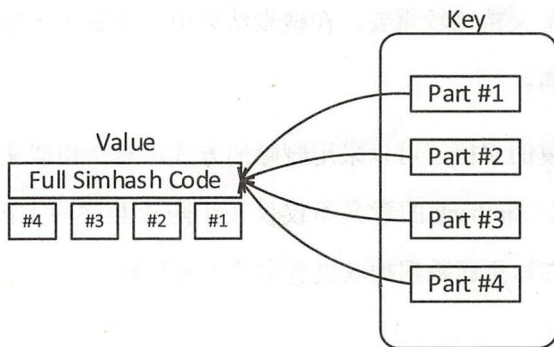 Key
Part #1
Part #2
Part #3
Part #4
Value
Full Simhash Code
#4 #3 #2 #1